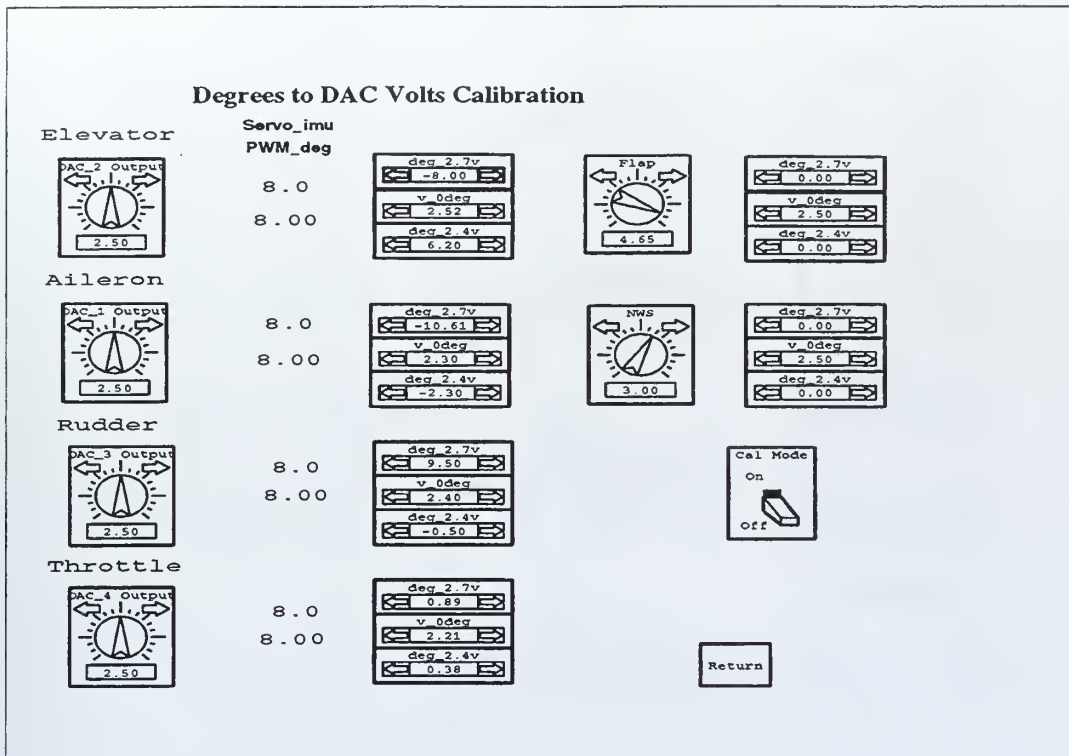 Degrees to DAC Volts Calibration
Servo_imu
PWM_deg
Elevator
DAC_2 Output
2.50
8.0
8.00
deg_2.7v
-8.00
v_0deg
2.52
deg_2.4v
6.20
Flap
4.65
deg_2.7v
0.00
v_0deg
2.50
deg_2.4v
0.00
Aileron
DAC_1 Output
2.50
8.0
8.00
deg_2.7v
-10.61
v_0deg
2.30
deg_2.4v
-2.30
NWS
3.00
deg_2.7v
0.00
v_0deg
2.50
deg_2.4v
0.00
Rudder
DAC_3 Output
2.50
8.0
8.00
deg_2.7v
9.50
v_0deg
2.40
deg_2.4v
-0.50
Cal Mode
On
Off
Throttle
DAC_4 Output
2.50
8.0
8.00
deg_2.7v
0.89
v_0deg
2.21
deg_2.4v
0.38
Return